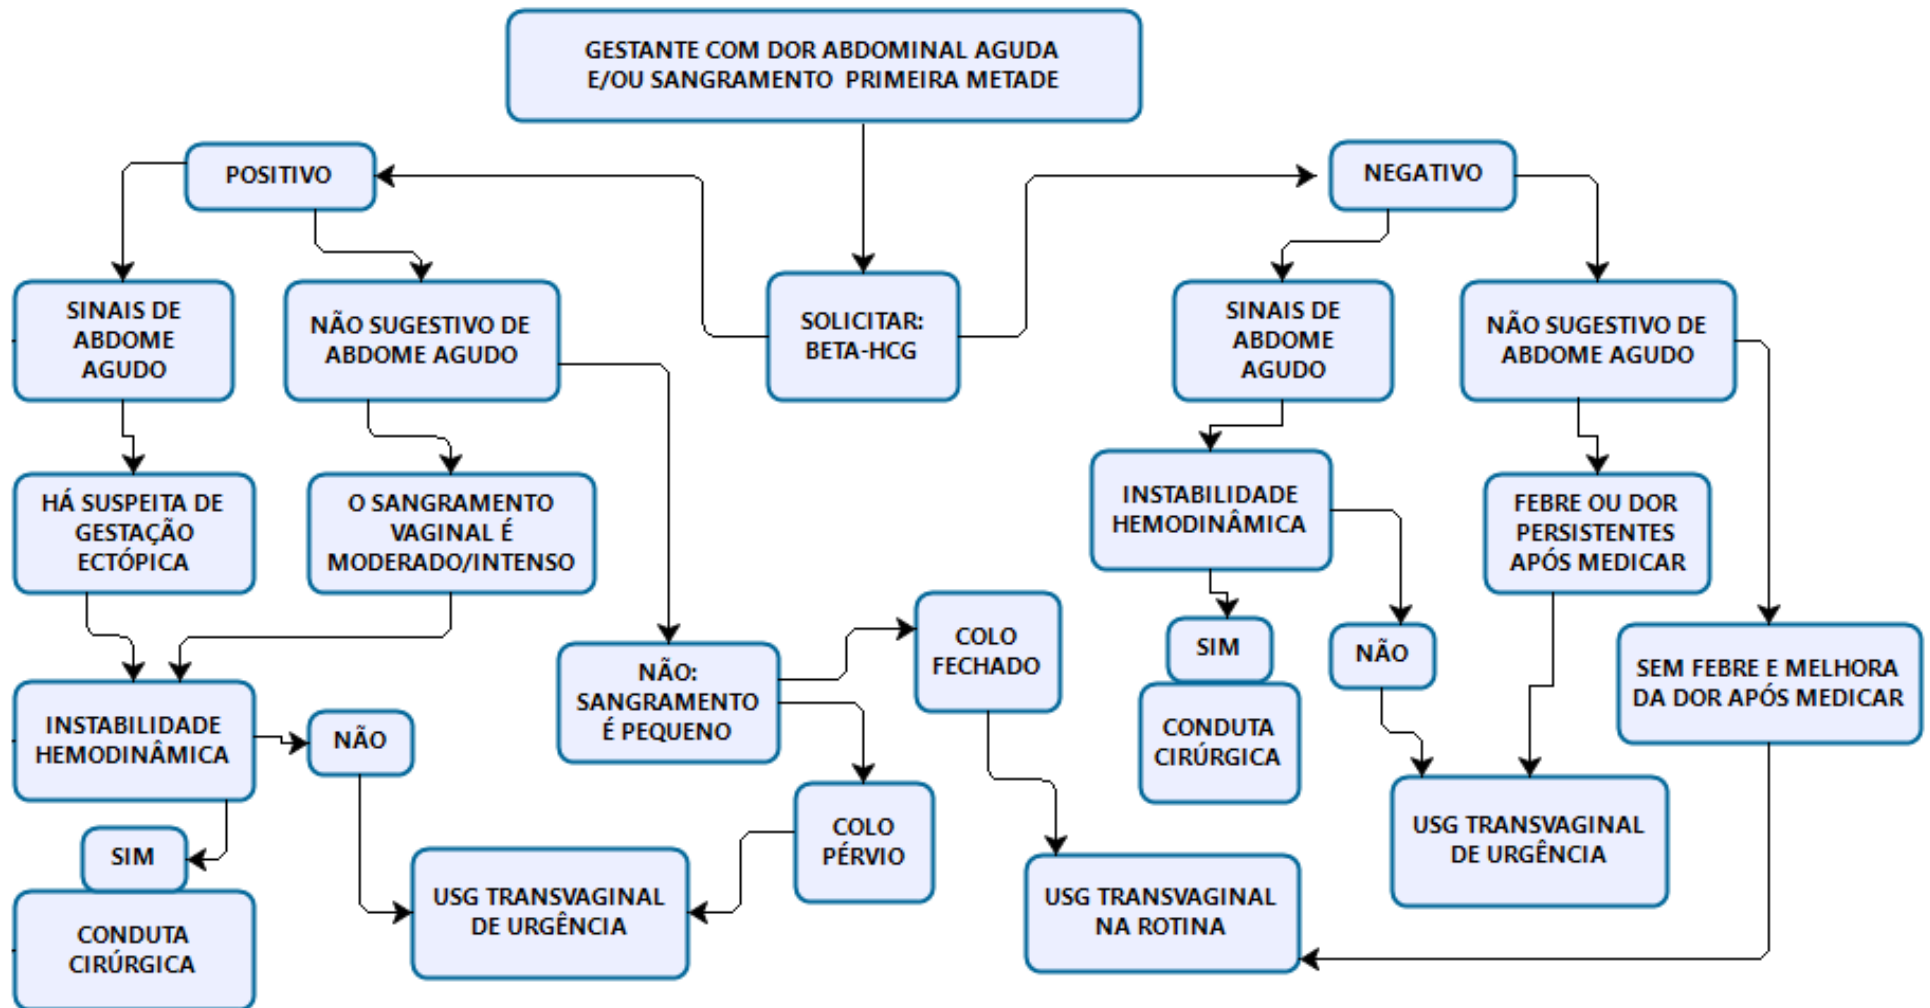 GESTANTE COM DOR ABDOMINAL AGUDA
E/OU SANGRAMENTO PRIMEIRA METADE
POSITIVO
NEGATIVO
SINAIS DE
ABDOME
AGUDO
NÃO SUGESTIVO DE
ABDOME AGUDO
SOLICITAR:
BETA-HCG
SINAIS DE
ABDOME
AGUDO
NÃO SUGESTIVO DE
ABDOME AGUDO
HÁ SUSPEITA DE
GESTAÇÃO
ECTÓPICA
O SANGRAMENTO
VAGINAL É
MODERADO/INTENSO
INSTABILIDADE
HEMODINÂMICA
FEBRE OU DOR
PERSISTENTES
APÓS MEDICAR
COLO
FECHADO
SIM
NÃO
SEM FEBRE E MELHORA
DA DOR APÓS MEDICAR
NÃO:
SANGRAMENTO
É PEQUENO
INSTABILIDADE
HEMODINÂMICA
NÃO
CONDUTA
CIRÚRGICA
COLO
PÉRVIO
USG TRANSVAGINAL
DE URGÊNCIA
SIM
USG TRANSVAGINAL
DE URGÊNCIA
USG TRANSVAGINAL
NA ROTINA
CONDUTA
CIRÚRGICA